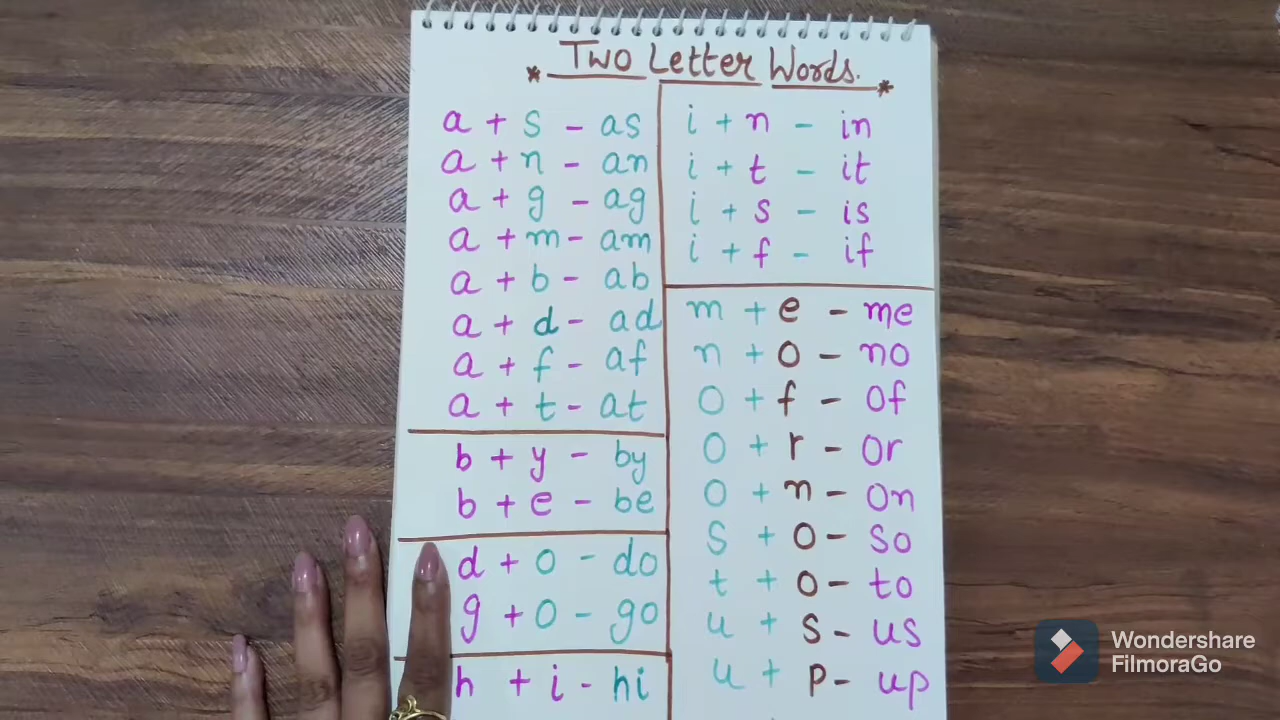 * Two Letter Words. *
a + s - as
a + n - an
a + g - ag
a + m - am
a + b - ab
a + d - ad
a + f - af
a + t - at
b + y - by
b + e - be
d + o - do
g + o - go
h + i - hi
i + n - in
i + t - it
i + s - is
i + f - if
m + e - me
n + o - no
o + f - of
o + r - or
o + n - on
s + o - so
t + o - to
u + s - us
u + p - up
Wondershare
FilmoraGo